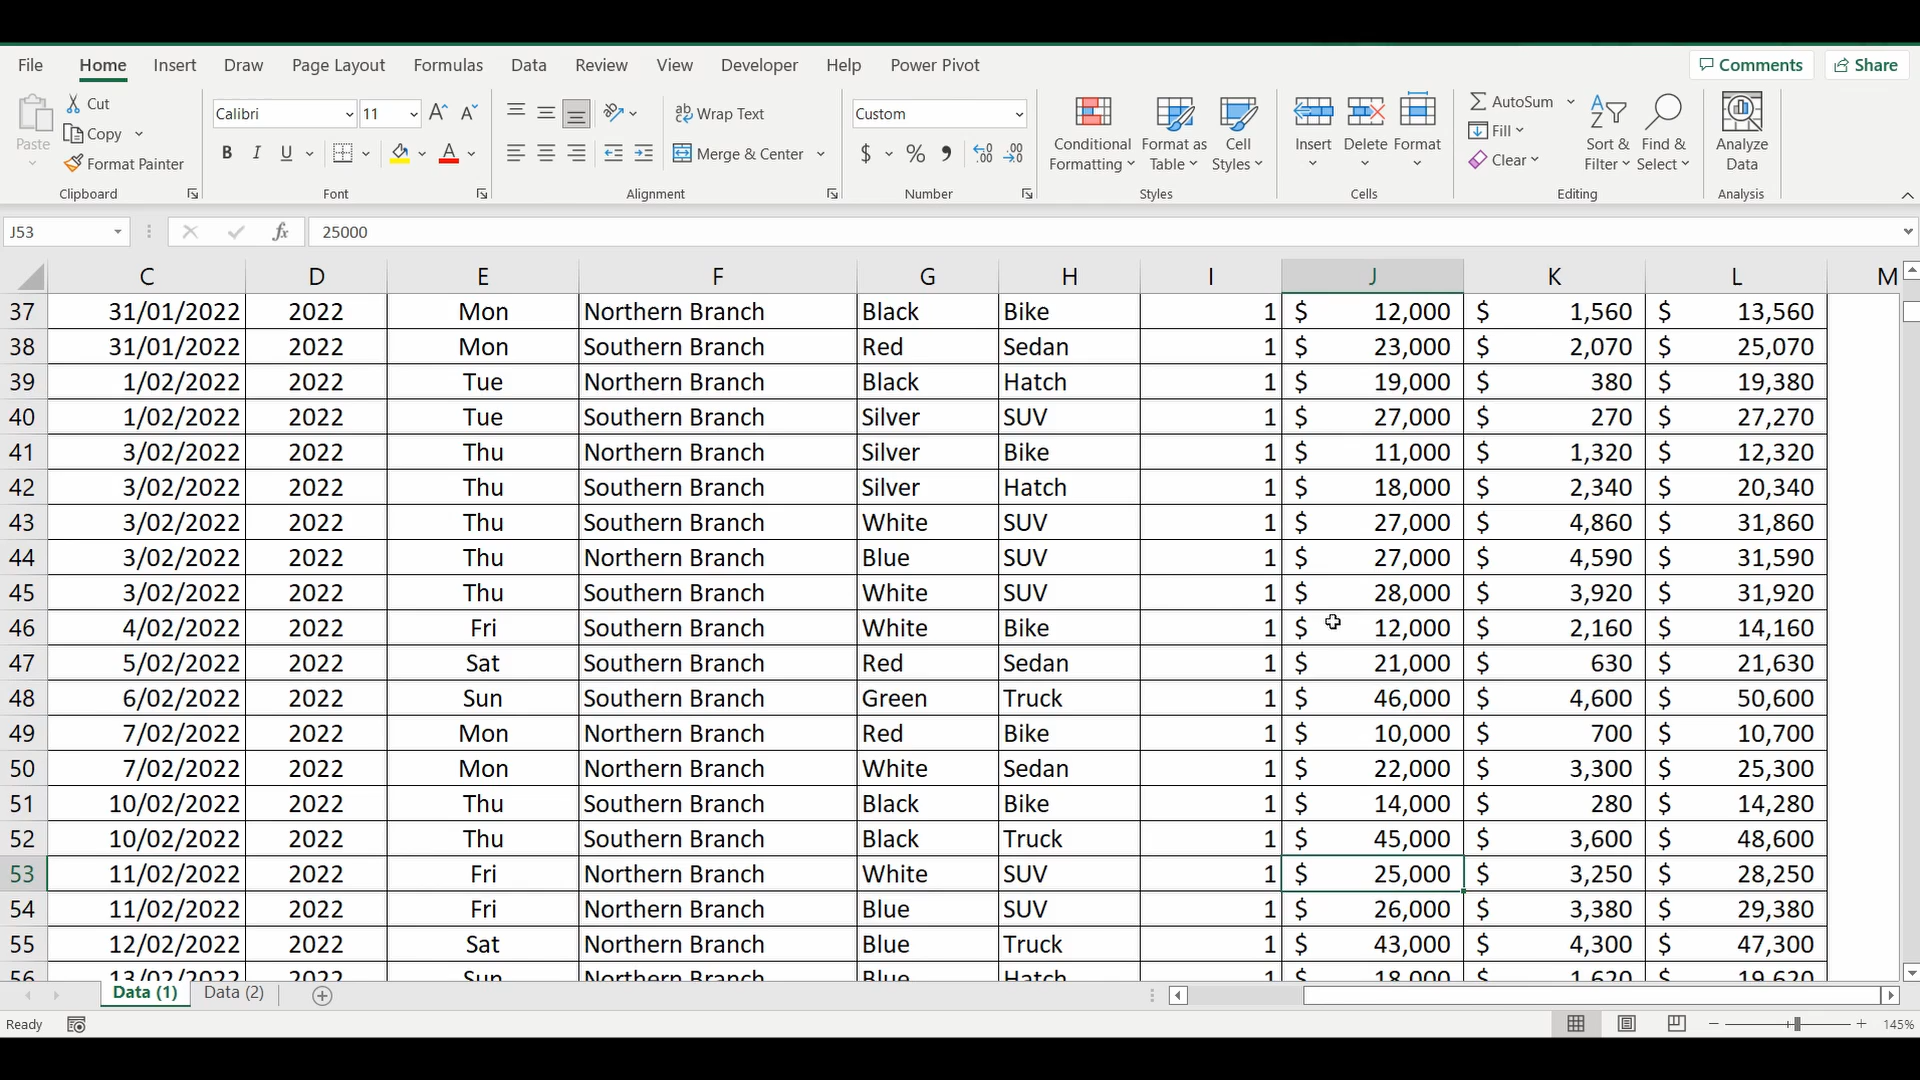 File Home Insert Draw Page Layout Formulas Data Review View Developer Help Power Pivot Comments Share
Paste Cut Copy Format Painter Clipboard
Calibri 11 A A B I U A Font
Wrap Text Merge & Center Alignment
Custom $ % , Number
Conditional Formatting Format as Table Cell Styles Styles
Insert Delete Format Cells
AutoSum Fill Clear Sort & Filter Find & Select Editing
Analyze Data Analysis
J53 fx 25000
C D E F G H I J K L M
37 31/01/2022 2022 Mon Northern Branch Black Bike 1 $ 12,000 $ 1,560 $ 13,560
38 31/01/2022 2022 Mon Southern Branch Red Sedan 1 $ 23,000 $ 2,070 $ 25,070
39 1/02/2022 2022 Tue Northern Branch Black Hatch 1 $ 19,000 $ 380 $ 19,380
40 1/02/2022 2022 Tue Southern Branch Silver SUV 1 $ 27,000 $ 270 $ 27,270
41 3/02/2022 2022 Thu Northern Branch Silver Bike 1 $ 11,000 $ 1,320 $ 12,320
42 3/02/2022 2022 Thu Southern Branch Silver Hatch 1 $ 18,000 $ 2,340 $ 20,340
43 3/02/2022 2022 Thu Southern Branch White SUV 1 $ 27,000 $ 4,860 $ 31,860
44 3/02/2022 2022 Thu Northern Branch Blue SUV 1 $ 27,000 $ 4,590 $ 31,590
45 3/02/2022 2022 Thu Southern Branch White SUV 1 $ 28,000 $ 3,920 $ 31,920
46 4/02/2022 2022 Fri Southern Branch White Bike 1 $ 12,000 $ 2,160 $ 14,160
47 5/02/2022 2022 Sat Southern Branch Red Sedan 1 $ 21,000 $ 630 $ 21,630
48 6/02/2022 2022 Sun Southern Branch Green Truck 1 $ 46,000 $ 4,600 $ 50,600
49 7/02/2022 2022 Mon Northern Branch Red Bike 1 $ 10,000 $ 700 $ 10,700
50 7/02/2022 2022 Mon Northern Branch White Sedan 1 $ 22,000 $ 3,300 $ 25,300
51 10/02/2022 2022 Thu Southern Branch Black Bike 1 $ 14,000 $ 280 $ 14,280
52 10/02/2022 2022 Thu Southern Branch Black Truck 1 $ 45,000 $ 3,600 $ 48,600
53 11/02/2022 2022 Fri Northern Branch White SUV 1 $ 25,000 $ 3,250 $ 28,250
54 11/02/2022 2022 Fri Northern Branch Blue SUV 1 $ 26,000 $ 3,380 $ 29,380
55 12/02/2022 2022 Sat Northern Branch Blue Truck 1 $ 43,000 $ 4,300 $ 47,300
56 13/02/2022 2022 Sun Northern Branch Blue Hatch 1 $ 18,000 $ 1,620 $ 19,620
Data (1) Data (2)
Ready 145%